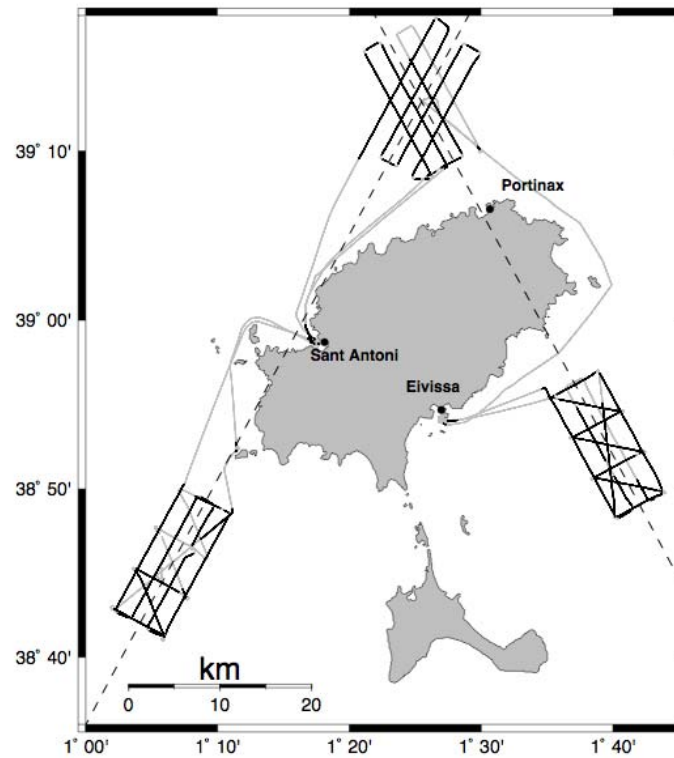 39° 10'
Portinax
39° 00'
Sant Antoni
Eivissa
38° 50'
38° 40'
km
0 10 20
1° 00' 1° 10' 1° 20' 1° 30' 1° 40'